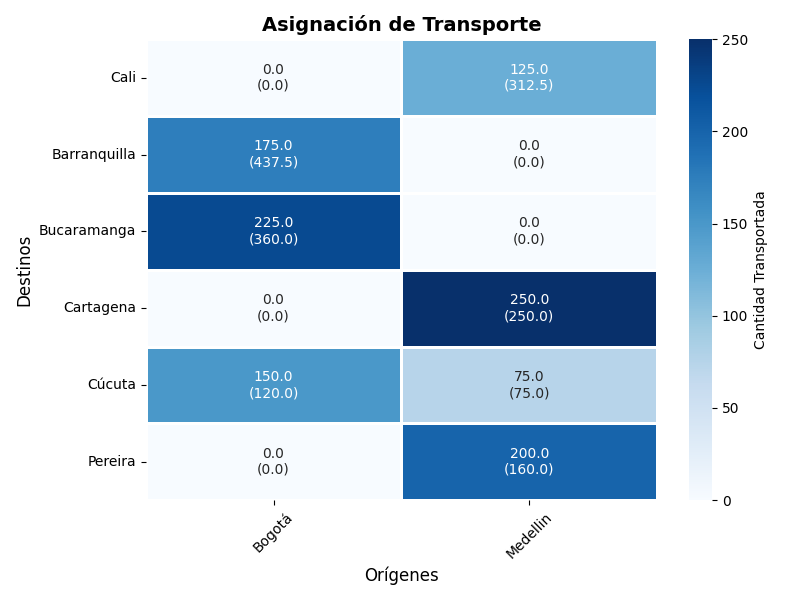 Asignación de Transporte
Cali
0.0
(0.0)
125.0
(312.5)
Barranquilla
175.0
(437.5)
0.0
(0.0)
Bucaramanga
225.0
(360.0)
0.0
(0.0)
Cartagena
0.0
(0.0)
250.0
(250.0)
Cúcuta
150.0
(120.0)
75.0
(75.0)
Pereira
0.0
(0.0)
200.0
(160.0)
Destinos
Bogotá
Medellin
Orígenes
250
200
150
100
50
0
Cantidad Transportada